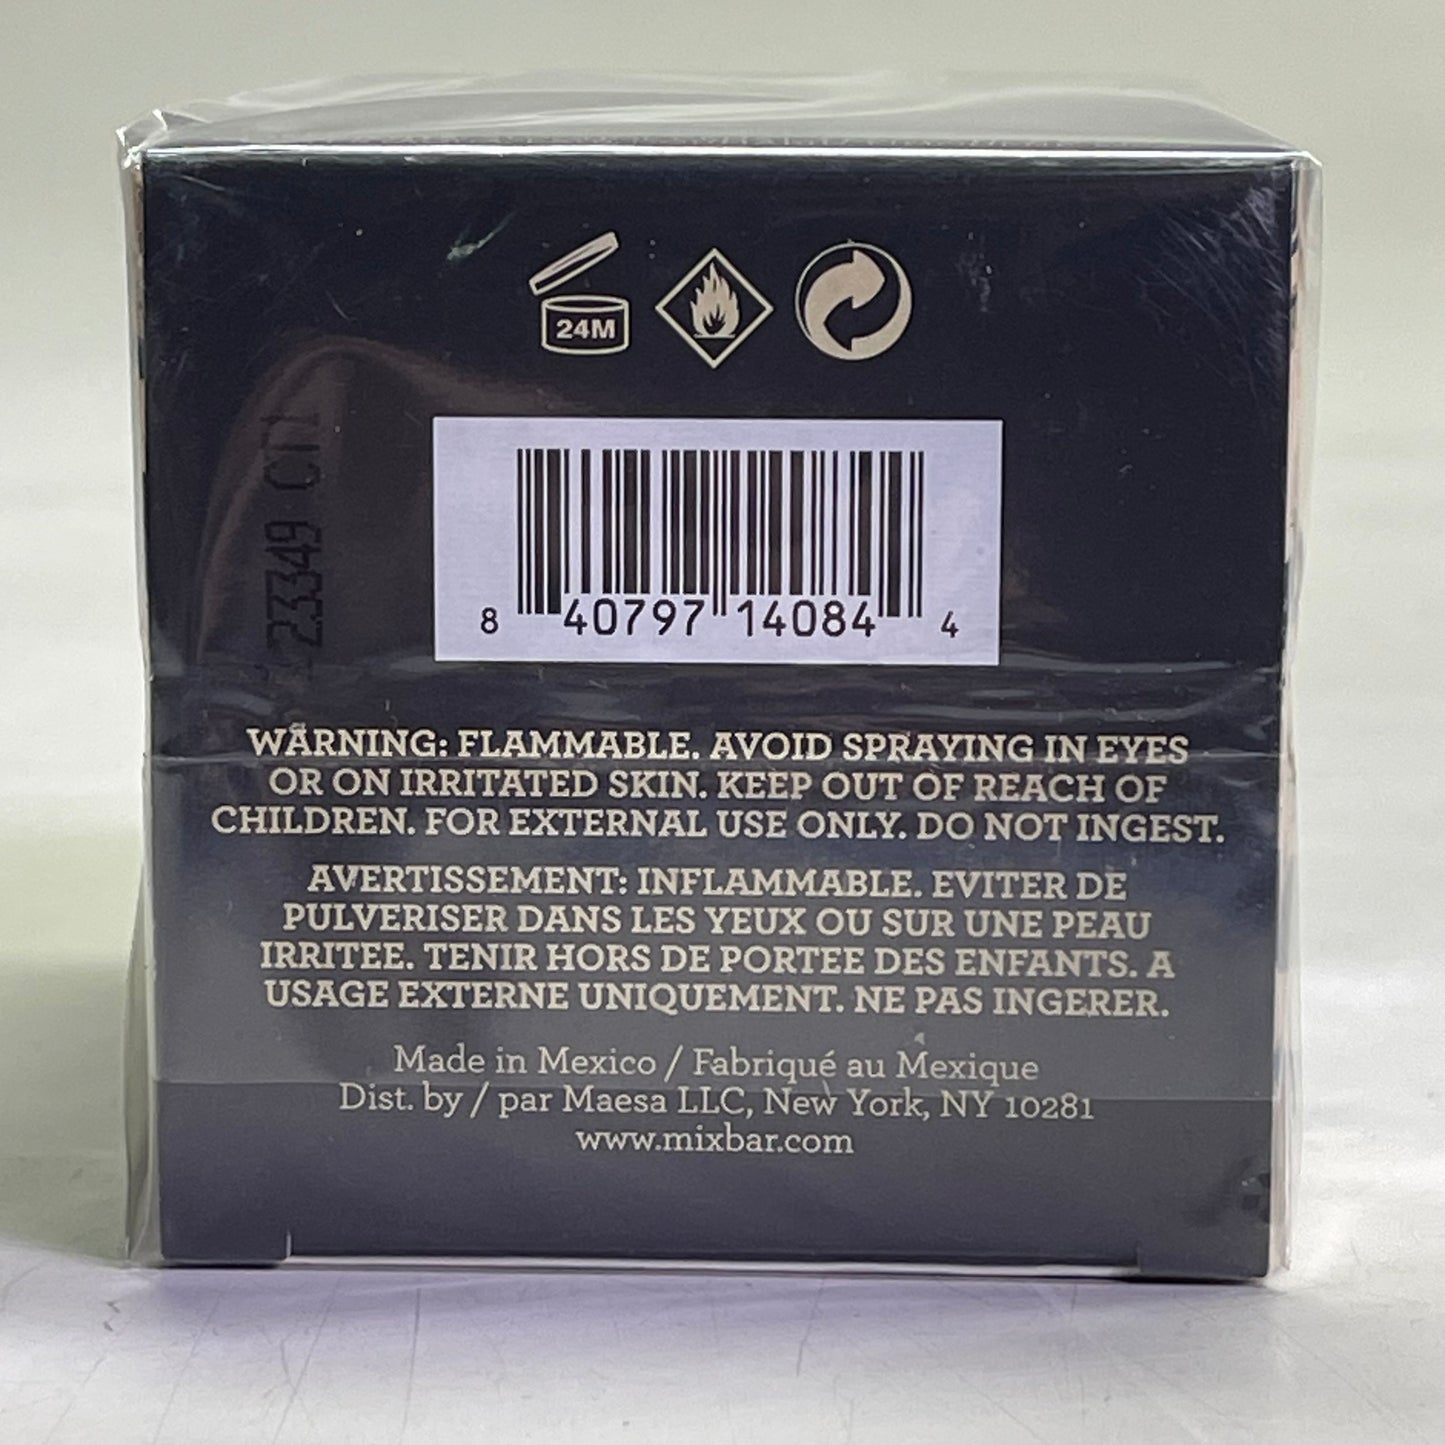 24M
23349 CT1
8 40797 14084 4
WARNING: FLAMMABLE. AVOID SPRAYING IN EYES
OR ON IRRITATED SKIN. KEEP OUT OF REACH OF
CHILDREN. FOR EXTERNAL USE ONLY. DO NOT INGEST.
AVERTISSEMENT: INFLAMMABLE. EVITER DE
PULVERISER DANS LES YEUX OU SUR UNE PEAU
IRRITEE. TENIR HORS DE PORTEE DES ENFANTS. A
USAGE EXTERNE UNIQUEMENT. NE PAS INGERER.
Made in Mexico / Fabriqué au Mexique
Dist. by / par Maesa LLC, New York, NY 10281
www.mixbar.com